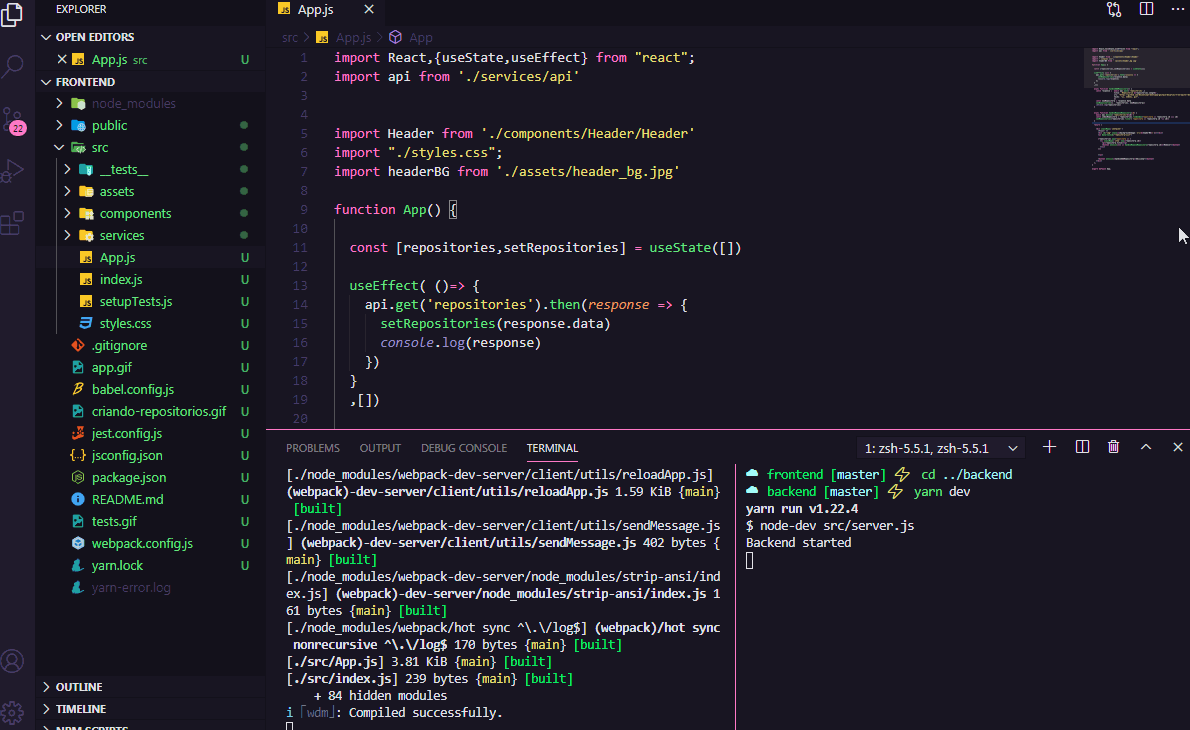 EXPLORER
OPEN EDITORS
App.js src U
FRONTEND
node_modules
public
src
__tests__
assets
components
services
App.js U
index.js U
setupTests.js U
styles.css U
.gitignore U
app.gif U
babel.config.js U
criando-repositorios.gif U
jest.config.js U
jsconfig.json U
package.json U
README.md U
tests.gif U
webpack.config.js U
yarn.lock U
yarn-error.log
OUTLINE
TIMELINE
NPM SCRIPTS
22
JS App.js
src > JS App.js > App
1 import React,{useState,useEffect} from "react";
2 import api from './services/api'
3
4
5 import Header from './components/Header/Header'
6 import "./styles.css";
7 import headerBG from './assets/header_bg.jpg'
8
9 function App() {
10
11 const [repositories,setRepositories] = useState([])
12
13 useEffect( ()=> {
14 api.get('repositories').then(response => {
15 setRepositories(response.data)
16 console.log(response)
17 })
18 }
19 ,[])
20
PROBLEMS OUTPUT DEBUG CONSOLE TERMINAL 1: zsh-5.5.1, zsh-5.5.1
[./node_modules/webpack-dev-server/client/utils/reloadApp.js]
(webpack)-dev-server/client/utils/reloadApp.js 1.59 KiB {main}
[built]
[./node_modules/webpack-dev-server/client/utils/sendMessage.js
] (webpack)-dev-server/client/utils/sendMessage.js 402 bytes {
main} [built]
[./node_modules/webpack-dev-server/node_modules/strip-ansi/ind
ex.js] (webpack)-dev-server/node_modules/strip-ansi/index.js 1
61 bytes {main} [built]
[./node_modules/webpack/hot sync ^\.\/log$] (webpack)/hot sync
nonrecursive ^\.\/log$ 170 bytes {main} [built]
[./src/App.js] 3.81 KiB {main} [built]
[./src/index.js] 239 bytes {main} [built]
+ 84 hidden modules
i ｢wdm｣: Compiled successfully.
frontend [master] ⚡ cd ../backend
backend [master] ⚡ yarn dev
yarn run v1.22.4
$ node-dev src/server.js
Backend started